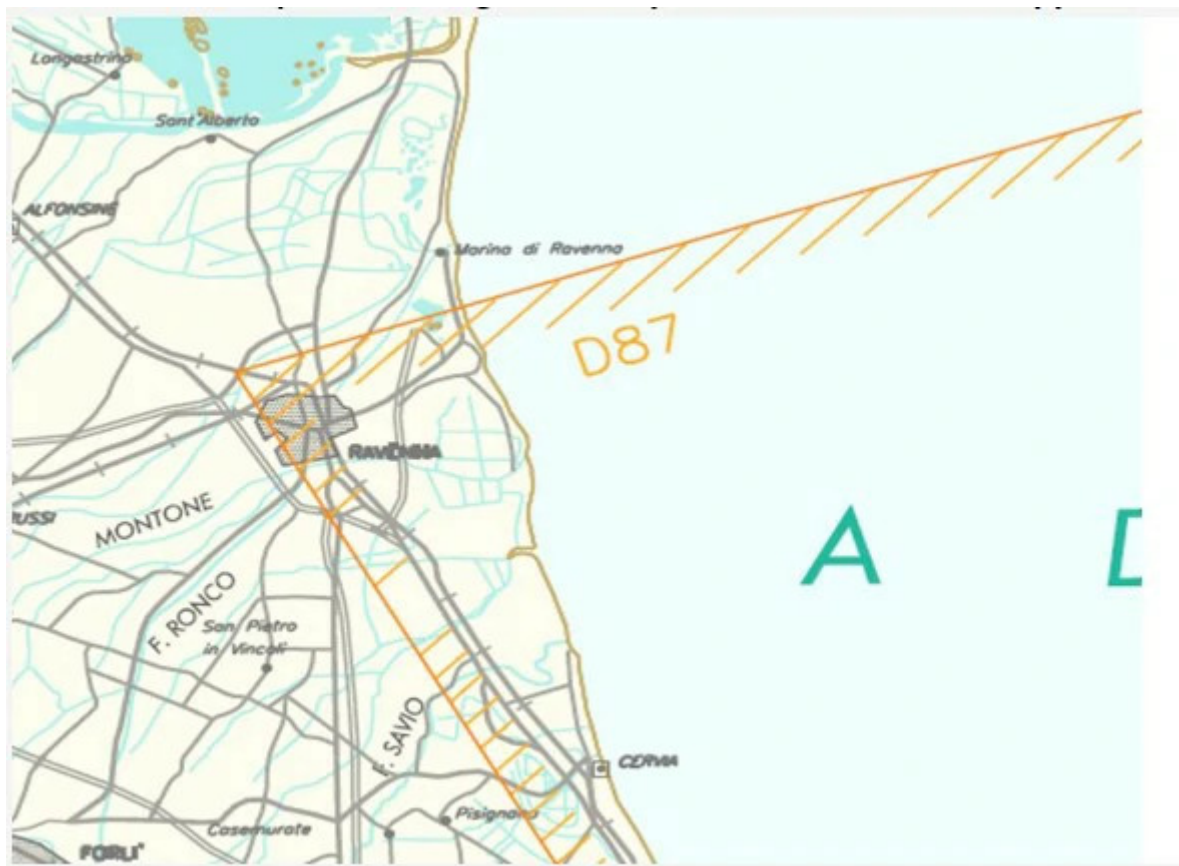 Longastrino
Sant'Alberto
ALFONSINE
Marina di Ravenna
D87
RAVENNA
MONTONE
RUSSI
A D
F. RONCO
San Pietro
in Vincoli
F. SAVIO
CERVIA
Pisignano
Casemurate
FORLI'